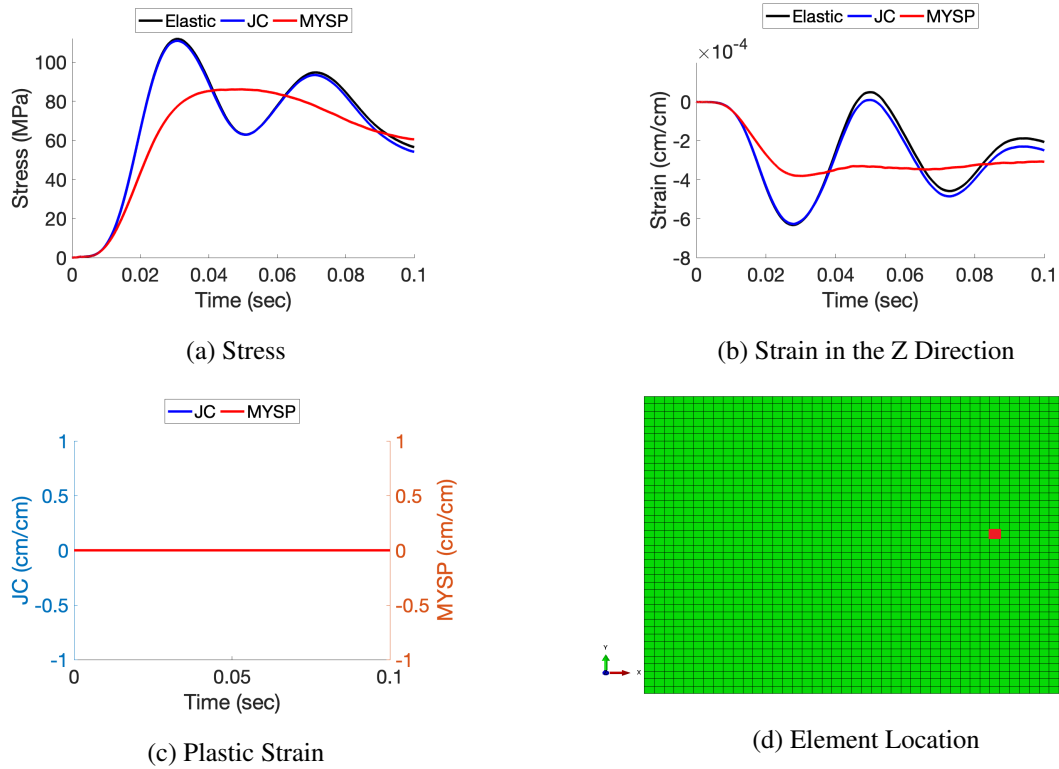 Elastic JC MYSP
100
80
60
40
20
0
Stress (MPa)
0 0.02 0.04 0.06 0.08 0.1
Time (sec)
(a) Stress
Elastic JC MYSP
×10⁻⁴
0
-2
-4
-6
-8
Strain (cm/cm)
0 0.02 0.04 0.06 0.08 0.1
Time (sec)
(b) Strain in the Z Direction
JC MYSP
1 1
0.5 0.5
0 0
-0.5 -0.5
-1 -1
JC (cm/cm)
MYSP (cm/cm)
0 0.05 0.1
Time (sec)
(c) Plastic Strain
Y
X
(d) Element Location